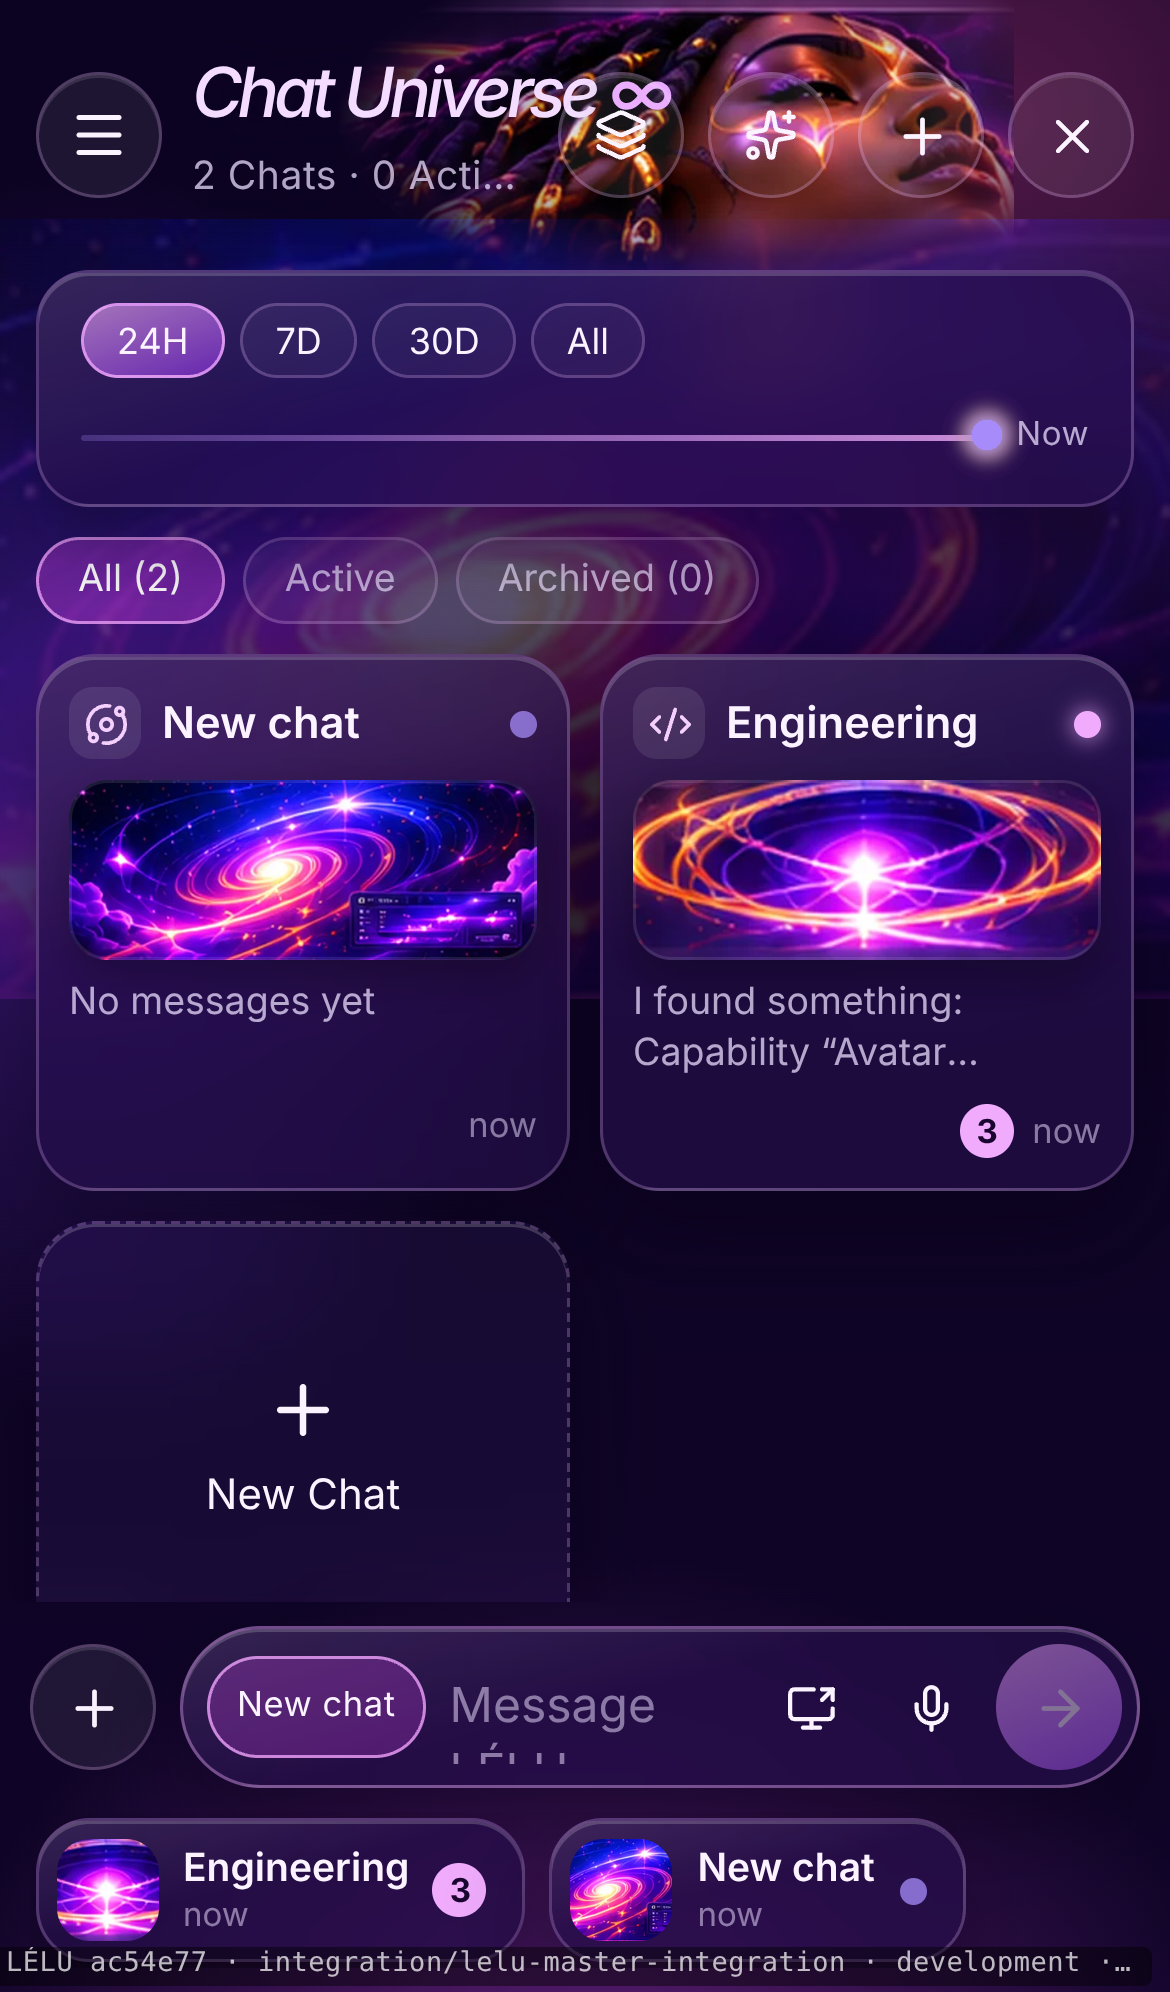 Chat Universe ∞
2 Chats · 0 Acti...
24H 7D 30D All
Now
All (2) Active Archived (0)
New chat
No messages yet
now
Engineering
I found something:
Capability “Avatar...
3 now
New Chat
New chat Message
LÉLU
Engineering
now
3
New chat
now
LÉLU ac54e77 · integration/lelu-master-integration · development ·…